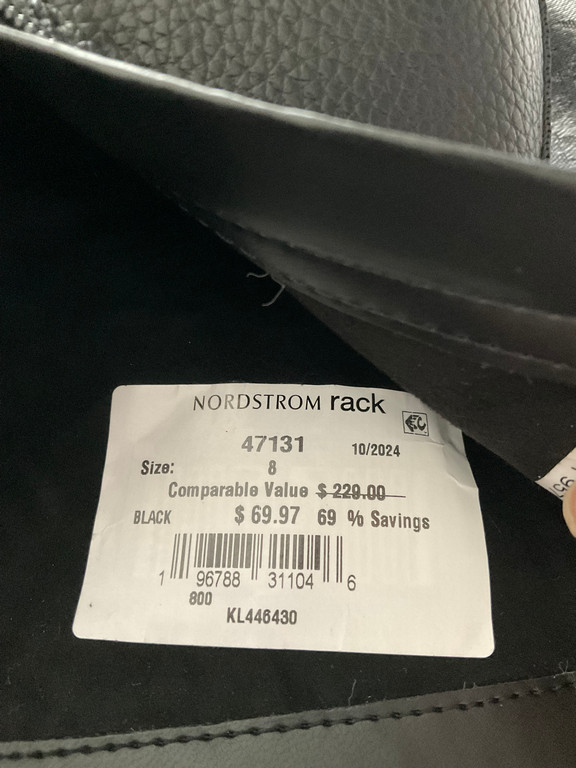 NORDSTROM rack
47131 10/2024
Size: 8
Comparable Value $ 229.00
BLACK $ 69.97 69 % Savings
1 96788 31104 6
800
KL446430